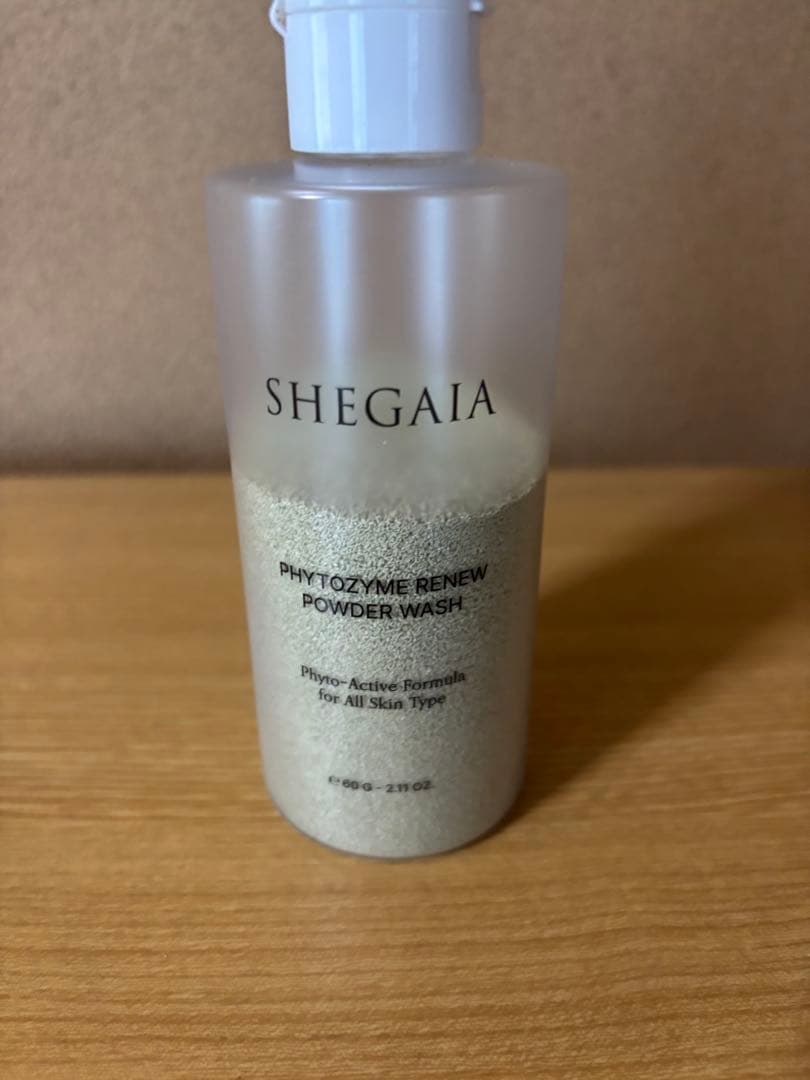 SHEGAIA
PHYTOZYME RENEW
POWDER WASH
Phyto-Active Formula
for All Skin Type
℮ 60 G - 2.11 OZ.